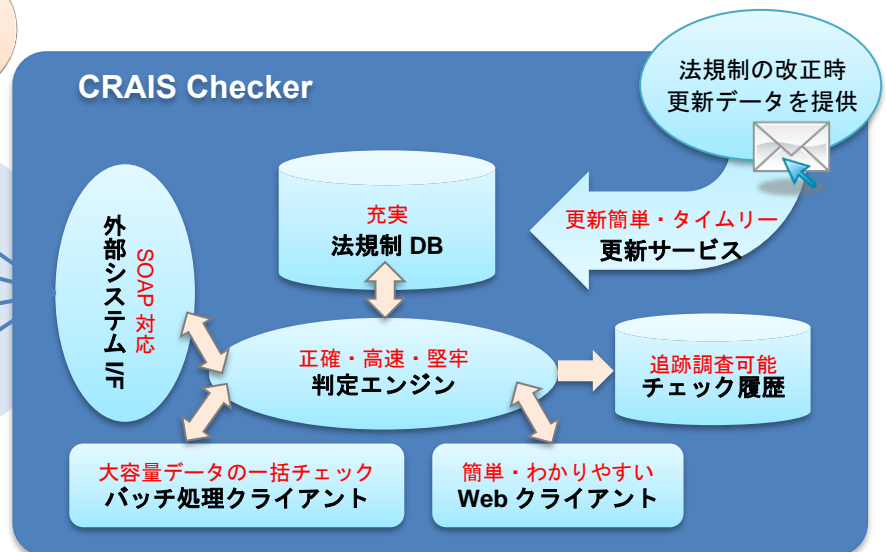 CRAIS Checker
法規制の改正時
更新データを提供
充実
法規制 DB
更新簡単・タイムリー
更新サービス
外部システム I/F
SOAP 対応
正確・高速・堅牢
判定エンジン
追跡調査可能
チェック履歴
大容量データの一括チェック
バッチ処理クライアント
簡単・わかりやすい
Web クライアント